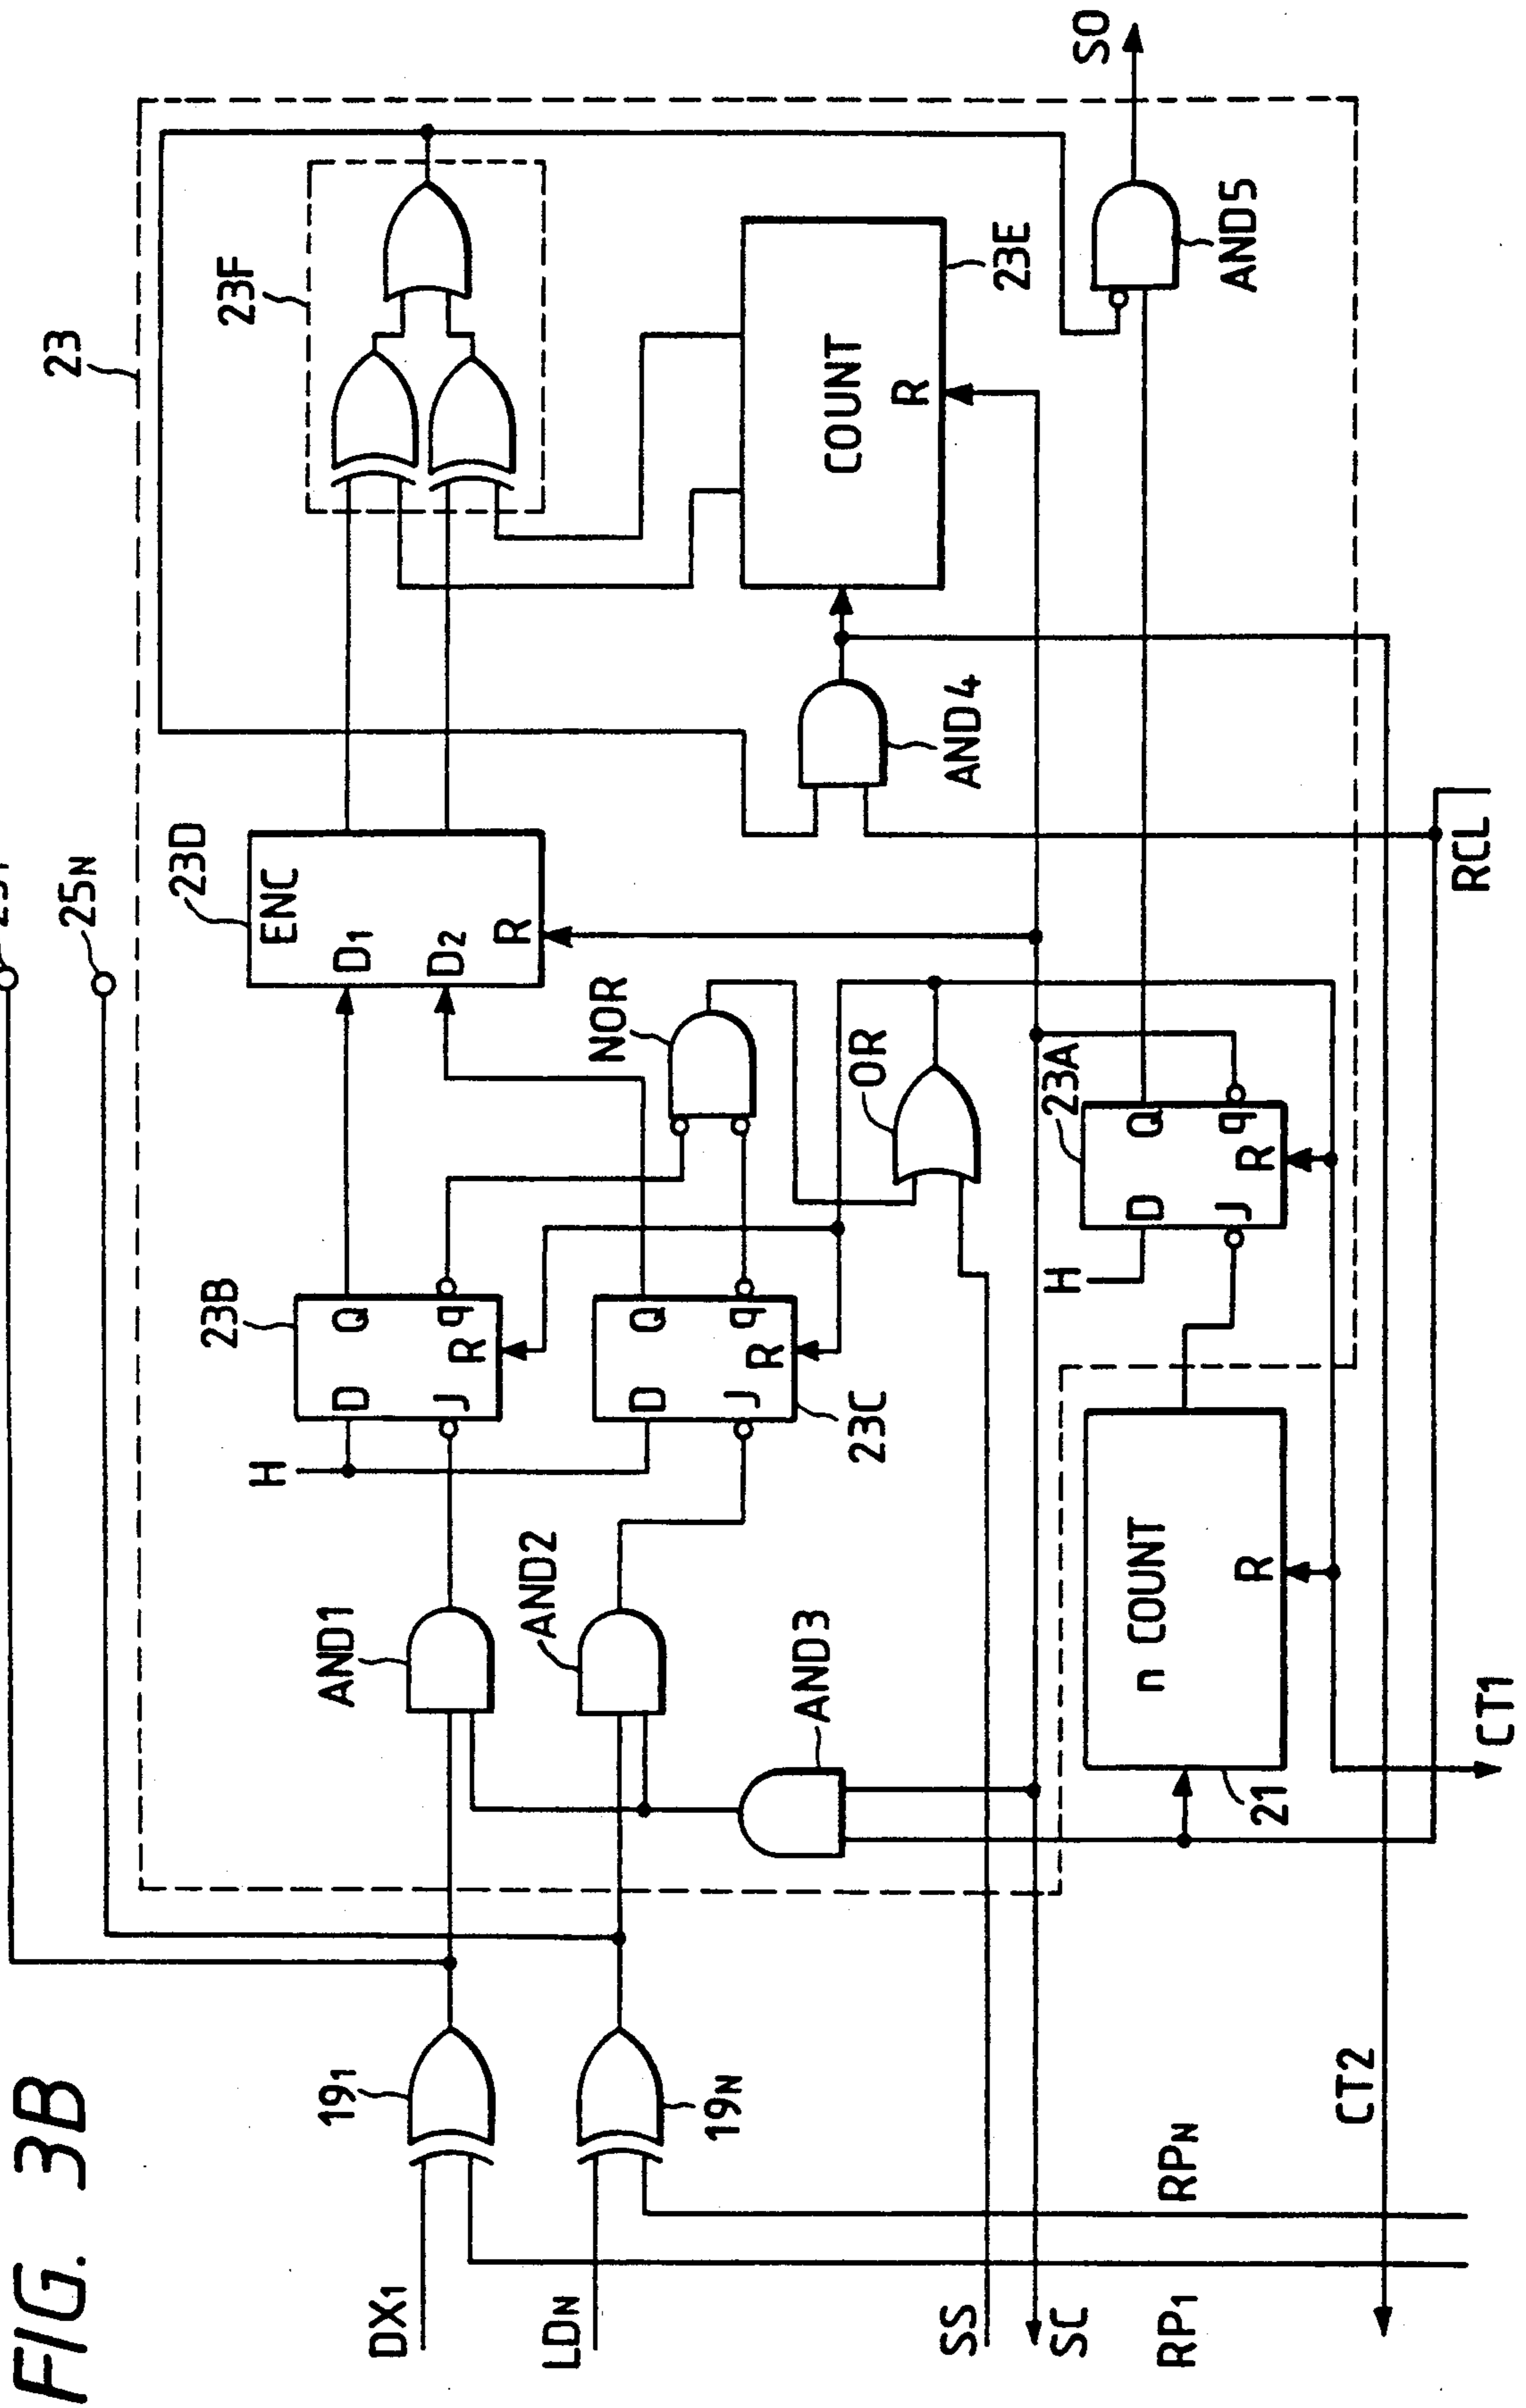 FIG. 3B
25N
23
23F
SO
23D
ENC
D1
D2
R
23B
D
Q
J
q
R
H
NOR
COUNT
R
23E
AND1
191
AND2
D
Q
J
q
R
23C
AND4
AND5
DX1
19N
LDN
AND3
OR
23A
D
Q
J
q
R
H
SS
SC
n COUNT
R
21
RP1
RPN
CT2
CT1
RCL